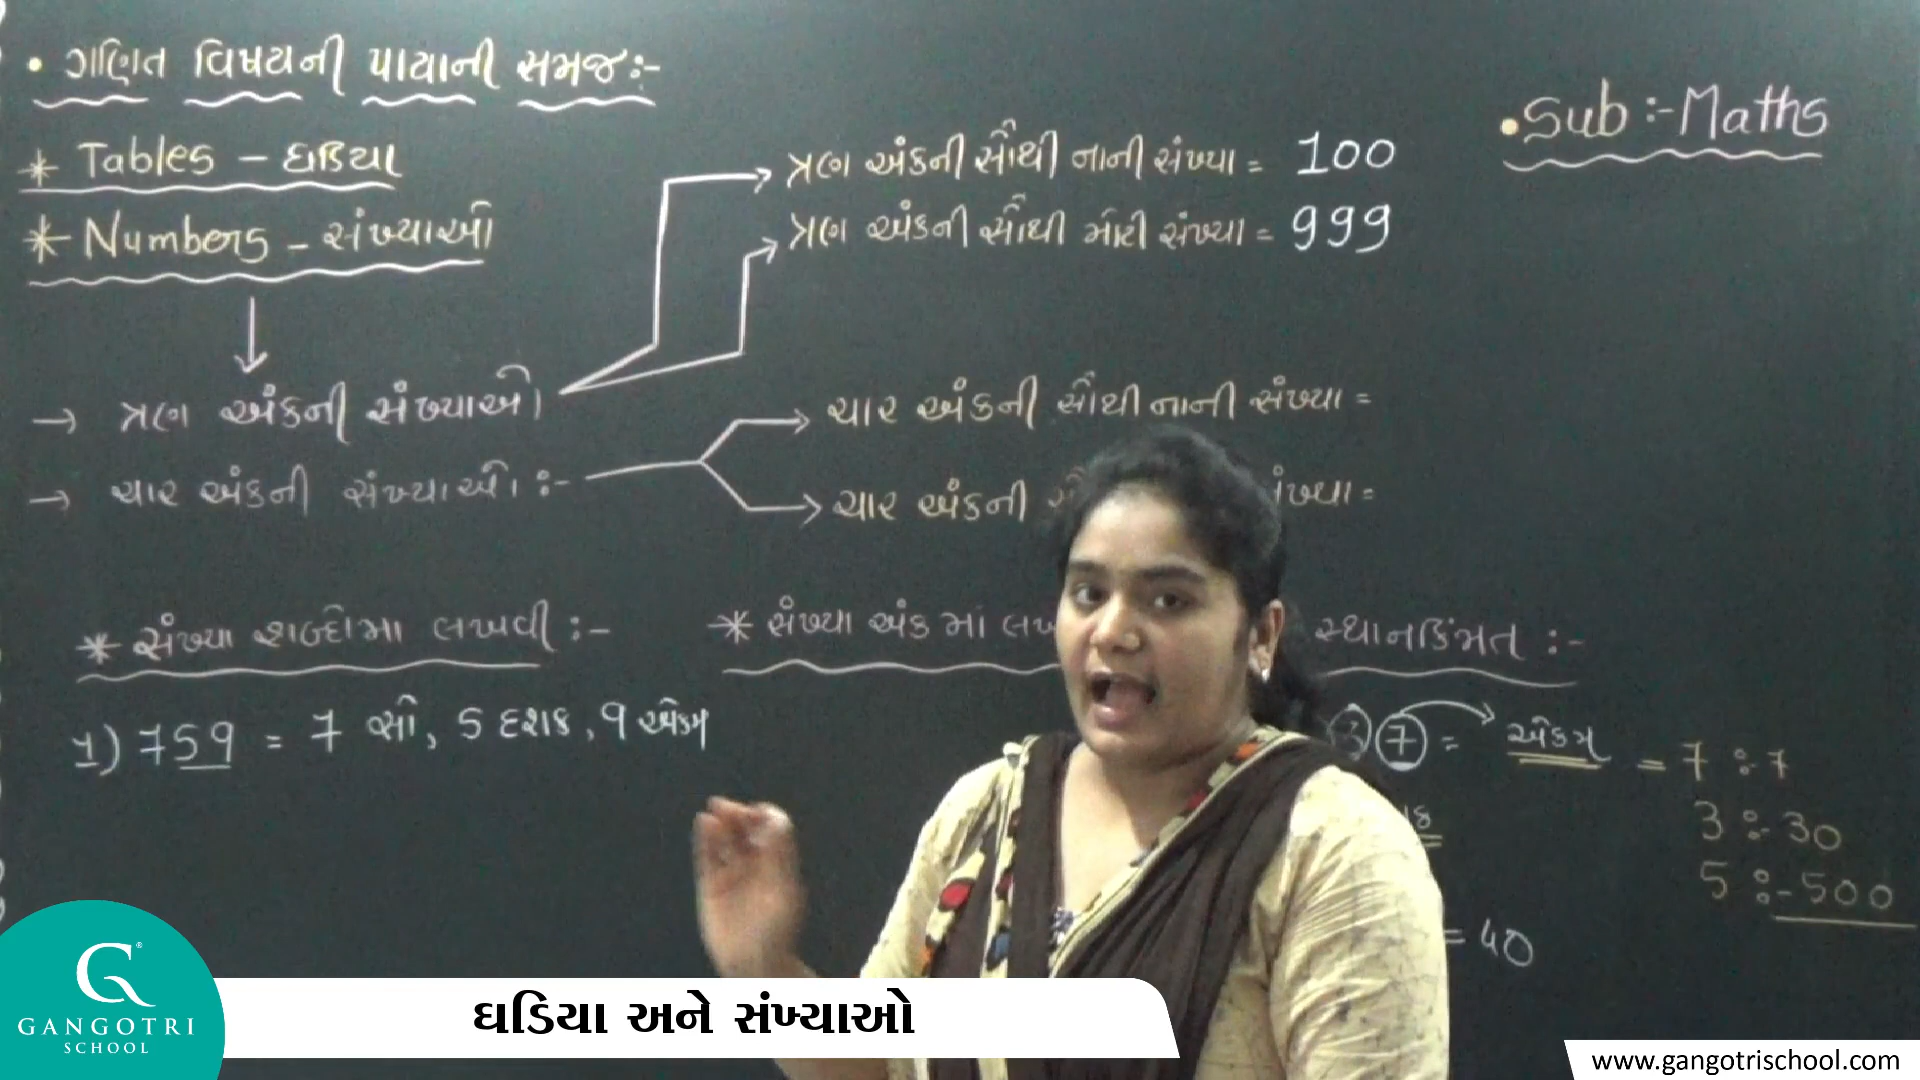 • ગણિત વિષયની પાયાની સમજ:-
• Sub :- Maths
* Tables - ઘડિયા
* Numbers - સંખ્યાઓ
ત્રણ અંકની સૌથી નાની સંખ્યા = 100
ત્રણ અંકની સૌથી મોટી સંખ્યા = 999
→ ત્રણ અંકની સંખ્યાઓ
→ ચાર અંકની સંખ્યાઓ :-
ચાર અંકની સૌથી નાની સંખ્યા =
ચાર અંકની સંખ્યા =
* સંખ્યા શબ્દોમા લખવી :-
* સંખ્યા અંક માં
સ્થાનકિંમત :-
1) 759 = 7 સો, 5 દશક, 9 એકમ
3 7 = એકમ = 7 :- 7
3 :- 30
5 :- 500
= 40
GANGOTRI
SCHOOL
ઘડિયા અને સંખ્યાઓ
www.gangotrischool.com